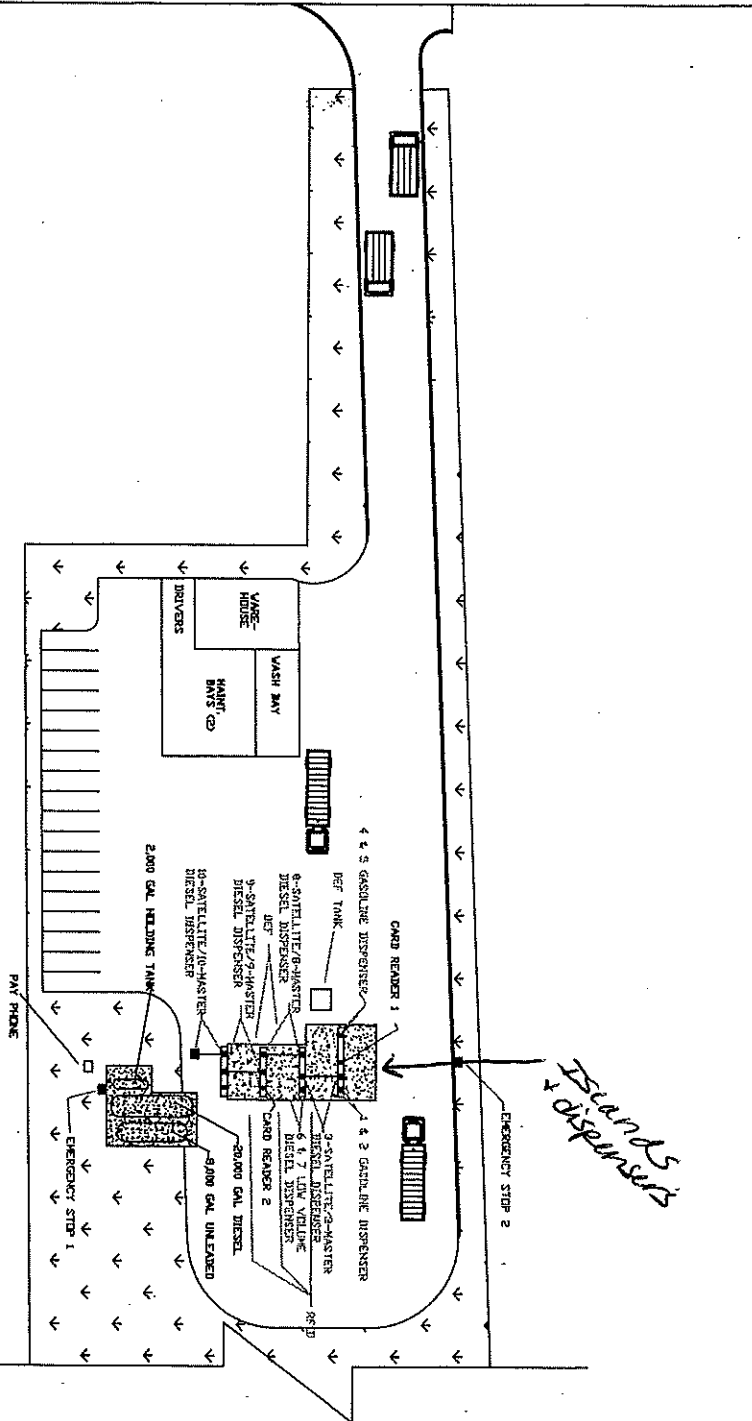 Islands
+ dispensers
EMERGENCY STOP 2
CARD READER 1
4 & 5 GASOLINE DISPENSER
1 & 2 GASOLINE DISPENSER
DEF TANK
3-SATELLITE/3-MASTER
DIESEL DISPENSER
8-SATELLITE/8-MASTER
DIESEL DISPENSER
6 & 7 LOW VOLUME
DIESEL DISPENSER
DEF
RFID
9-SATELLITE/9-MASTER
DIESEL DISPENSER
CARD READER 2
10-SATELLITE/10-MASTER
DIESEL DISPENSER
WASH BAY
WARE-
HOUSE
MAINT.
BAYS (2)
DRIVERS
20,000 GAL DIESEL
8,000 GAL UNLEADED
2,000 GAL HOLDING TANK
EMERGENCY STOP 1
PAY PHONE